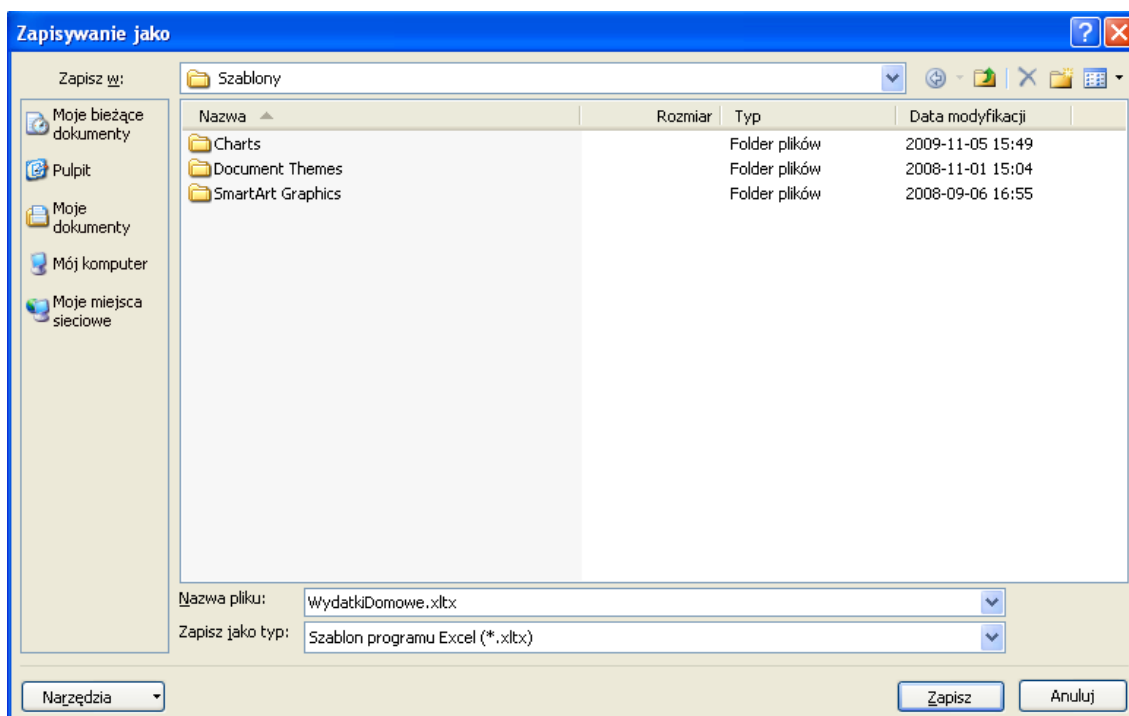 Zapisywanie jako
Zapisz w: Szablony
Moje bieżące
dokumenty
Pulpit
Moje
dokumenty
Mój komputer
Moje miejsca
sieciowe
Nazwa Rozmiar Typ Data modyfikacji
Charts Folder plików 2009-11-05 15:49
Document Themes Folder plików 2008-11-01 15:04
SmartArt Graphics Folder plików 2008-09-06 16:55
Nazwa pliku: WydatkiDomowe.xltx
Zapisz jako typ: Szablon programu Excel (*.xltx)
Narzędzia Zapisz Anuluj